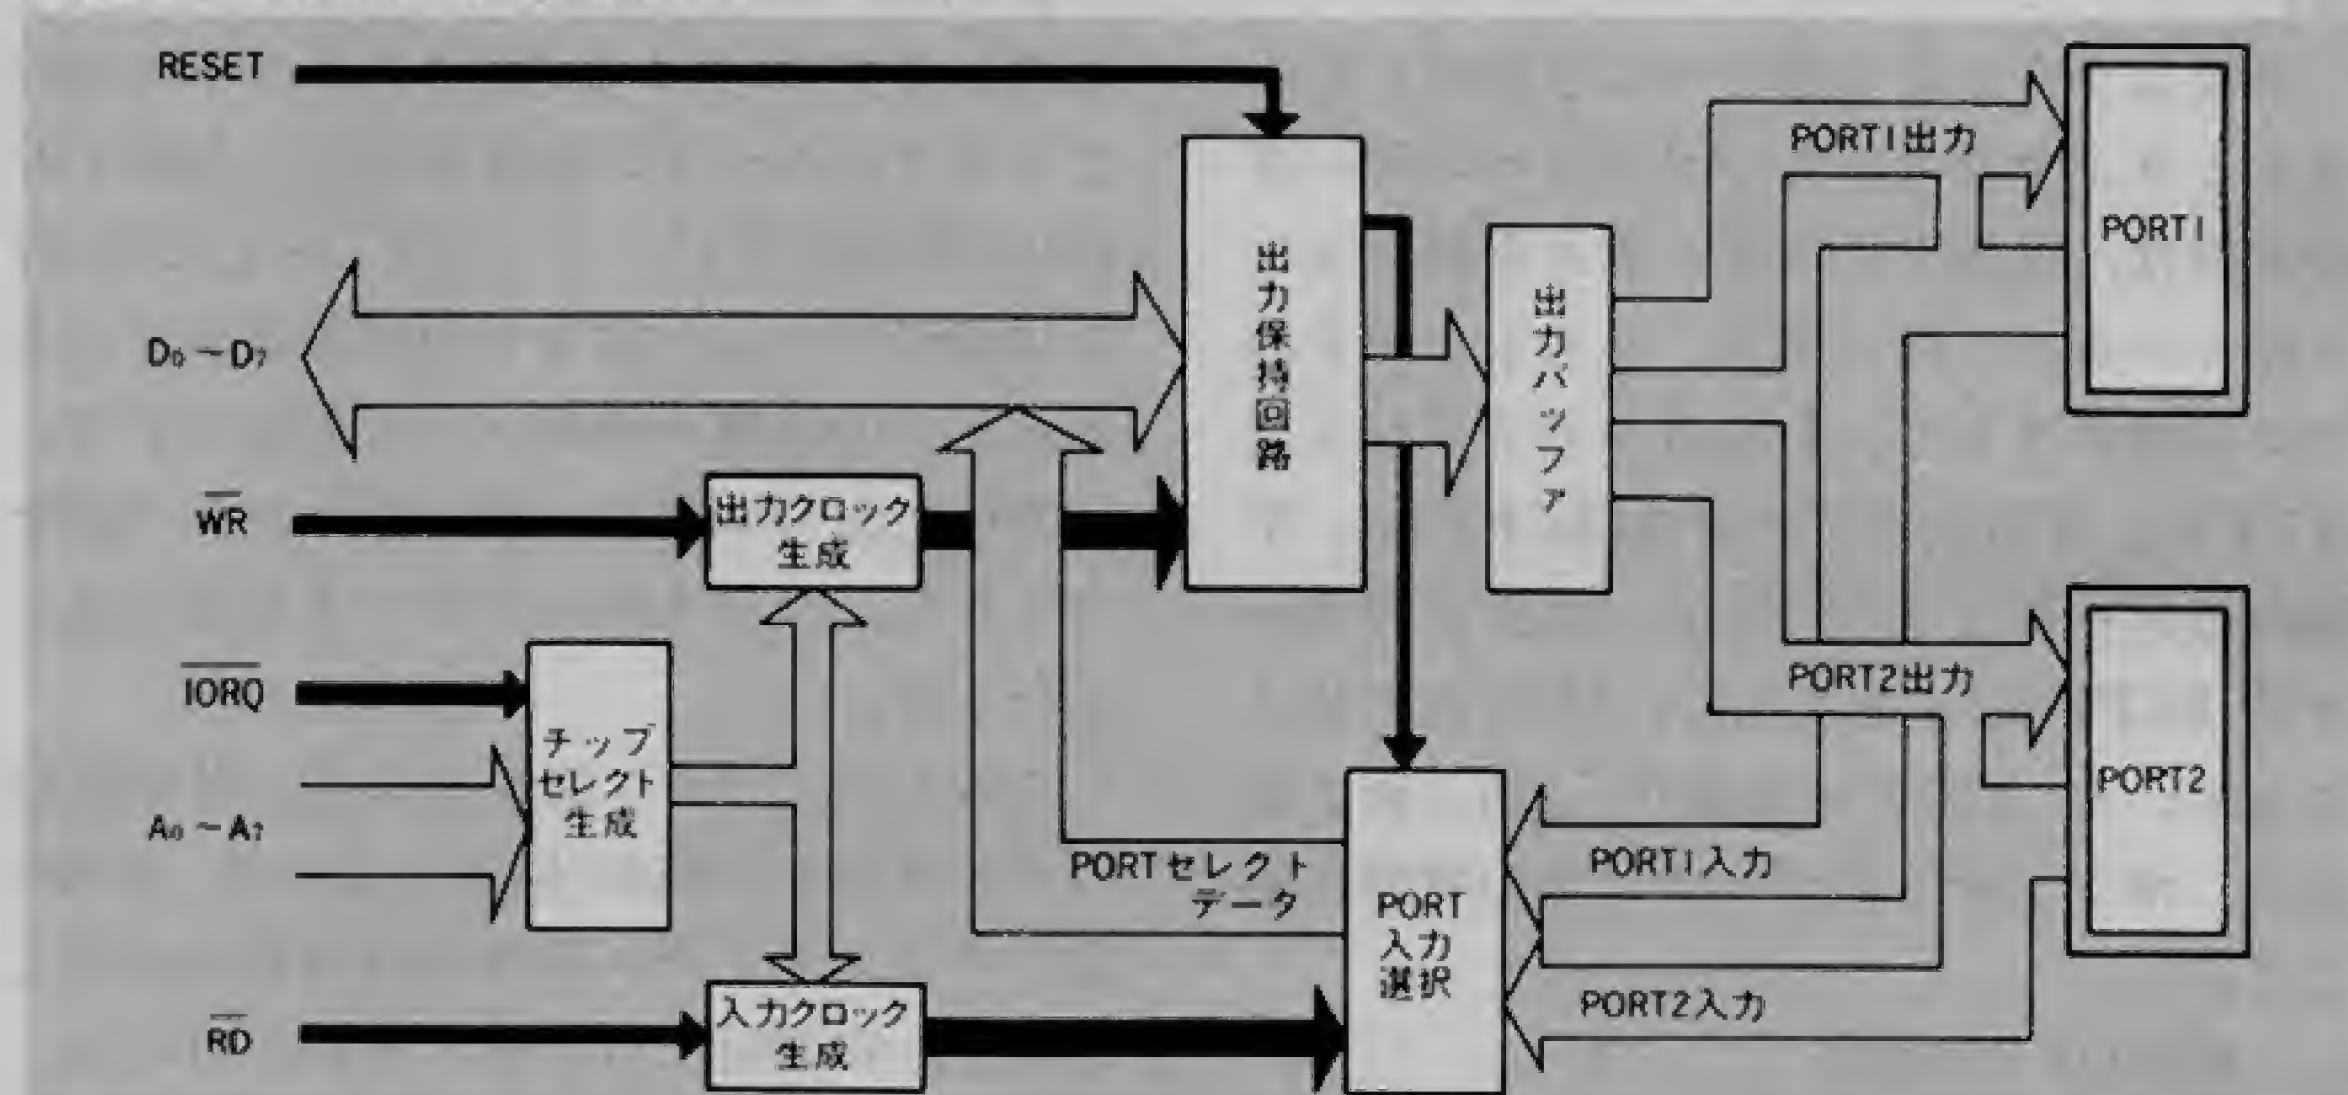 RESET
PORT1出力
PORT1
出力保持回路
出力バッファ
D₀～D₇
W̅R̅
出力クロック
生成
I̅O̅R̅Q̅
PORT2出力
チップ
セレクト
生成
PORT2
A₀～A₇
PORTセレクト
データ
PORT1入力
PORT
入力
選択
PORT2入力
R̅D̅
入力クロック
生成